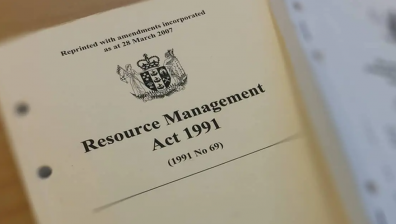 Reprinted with amendments incorporated
as at 28 March 2007
Resource Management
Act 1991
(1991 No 69)